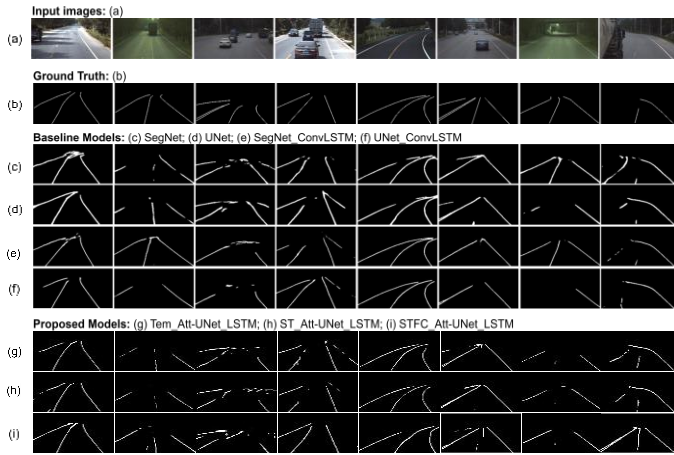 Input images: (a)
(a)
Ground Truth: (b)
(b)
Baseline Models: (c) SegNet; (d) UNet; (e) SegNet_ConvLSTM; (f) UNet_ConvLSTM
(c)
(d)
(e)
(f)
Proposed Models: (g) Tem_Att-UNet_LSTM; (h) ST_Att-UNet_LSTM; (i) STFC_Att-UNet_LSTM
(g)
(h)
(i)